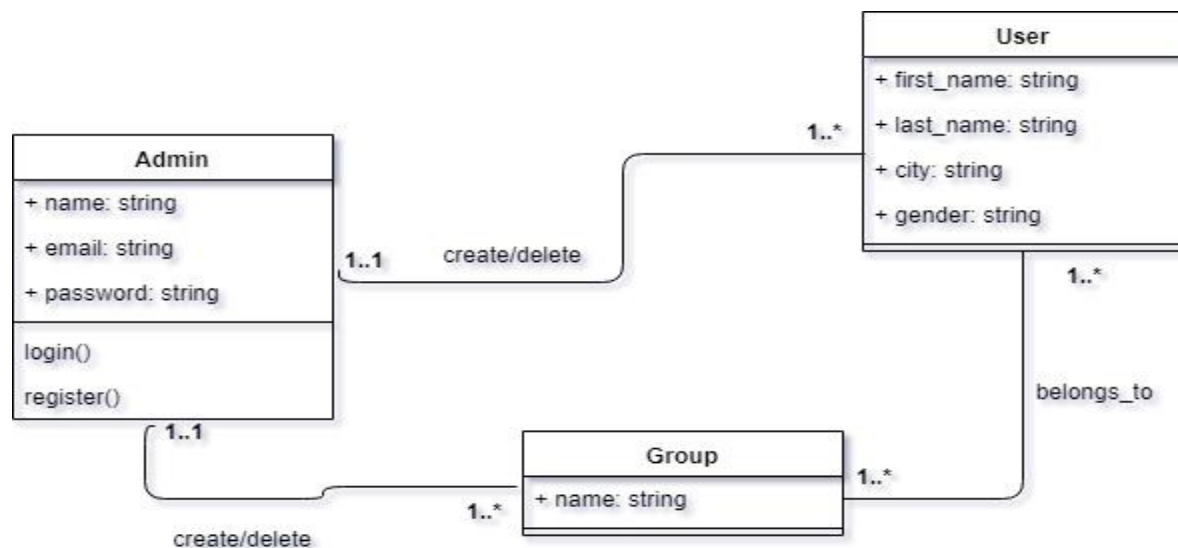 User
+ first_name: string
+ last_name: string
+ city: string
+ gender: string
1..*
1..*
Admin
+ name: string
+ email: string
+ password: string
login()
register()
1..1
create/delete
1..1
belongs_to
Group
+ name: string
1..*
1..*
create/delete